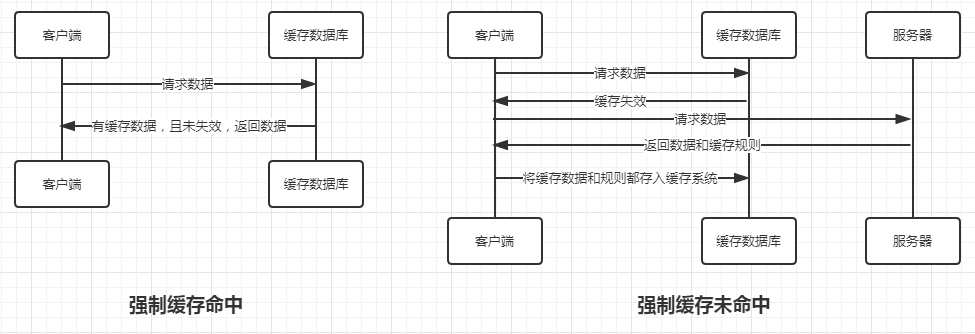 客户端
缓存数据库
请求数据
有缓存数据，且未失效，返回数据
客户端
缓存数据库
强制缓存命中
客户端
缓存数据库
服务器
请求数据
缓存失效
请求数据
返回数据和缓存规则
将缓存数据和规则都存入缓存系统
客户端
缓存数据库
服务器
强制缓存未命中